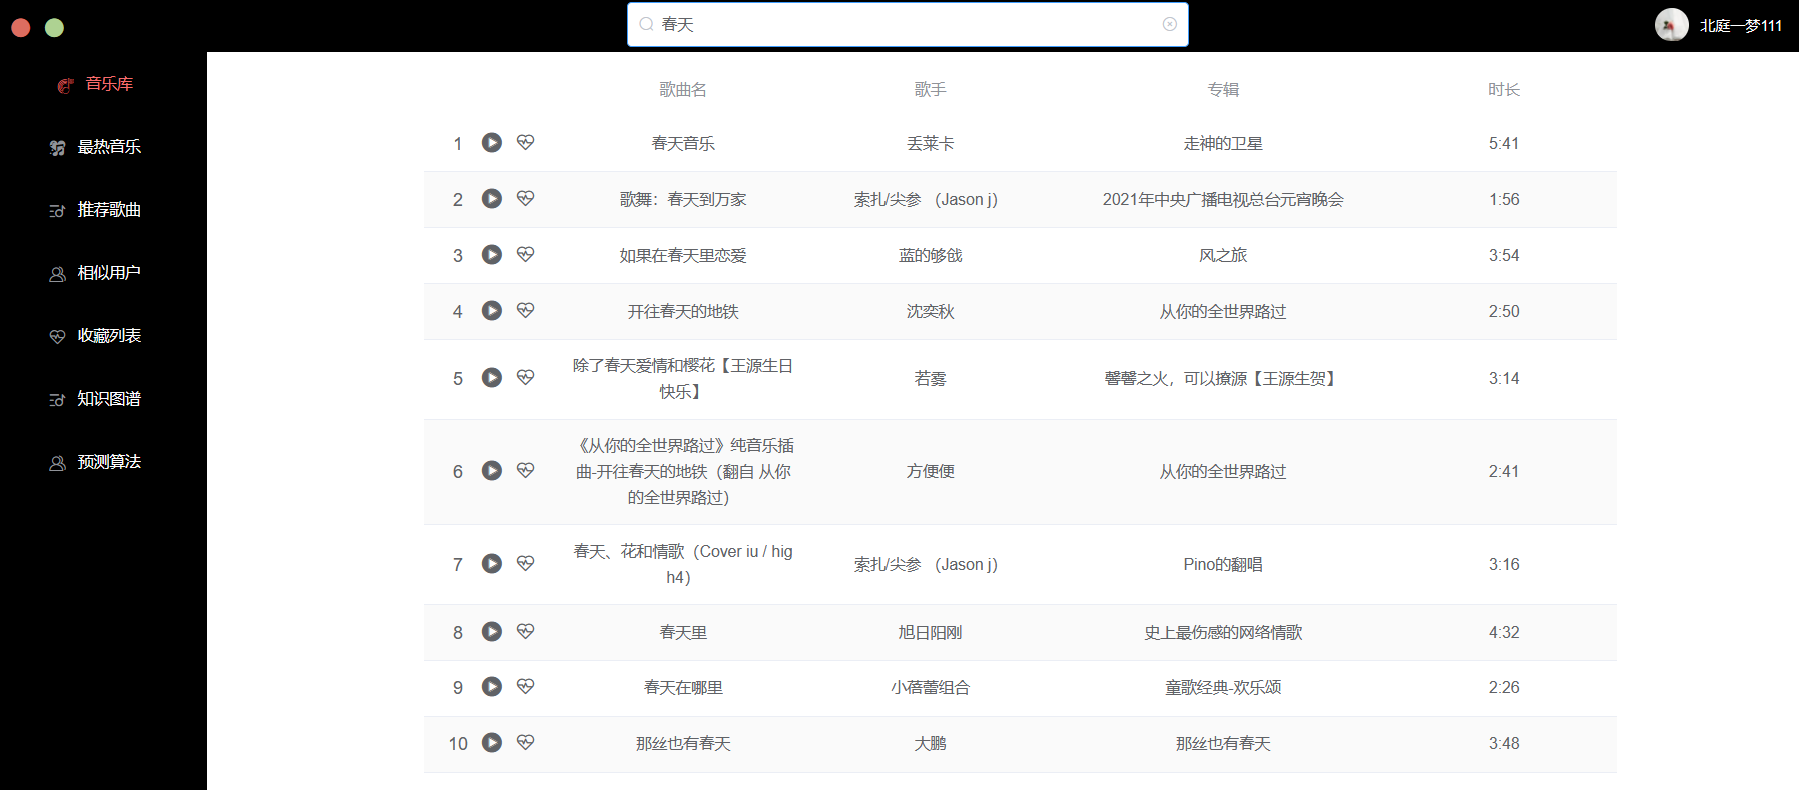 春天
北庭一梦111
音乐库
最热音乐
推荐歌曲
相似用户
收藏列表
知识图谱
预测算法
歌曲名 歌手 专辑 时长
1 春天音乐 丢莱卡 走神的卫星 5:41
2 歌舞：春天到万家 索扎/尖参 （Jason j） 2021年中央广播电视总台元宵晚会 1:56
3 如果在春天里恋爱 蓝的够戗 风之旅 3:54
4 开往春天的地铁 沈奕秋 从你的全世界路过 2:50
5 除了春天爱情和樱花【王源生日
快乐】 若雾 馨馨之火，可以撩源【王源生贺】 3:14
6 《从你的全世界路过》纯音乐插
曲-开往春天的地铁（翻自 从你
的全世界路过） 方便便 从你的全世界路过 2:41
7 春天、花和情歌（Cover iu / hig
h4） 索扎/尖参 （Jason j） Pino的翻唱 3:16
8 春天里 旭日阳刚 史上最伤感的网络情歌 4:32
9 春天在哪里 小蓓蕾组合 童歌经典-欢乐颂 2:26
10 那丝也有春天 大鹏 那丝也有春天 3:48